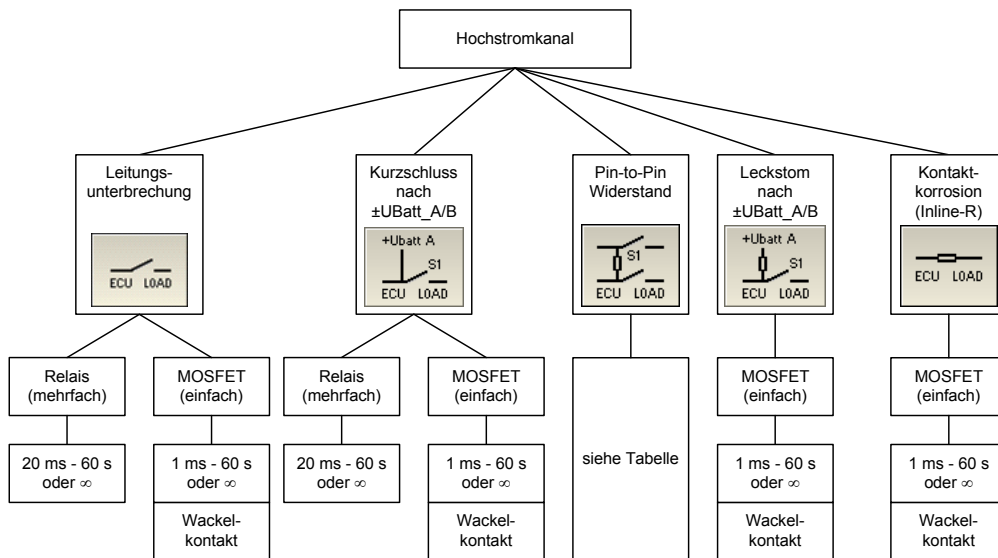 Hochstromkanal
Leitungs-
unterbrechung
ECU LOAD
Kurzschluss
nach
±UBatt_A/B
+Ubatt A
S1
ECU LOAD
Pin-to-Pin
Widerstand
S1
ECU LOAD
Leckstom
nach
±UBatt_A/B
+Ubatt A
S1
ECU LOAD
Kontakt-
korrosion
(Inline-R)
ECU LOAD
Relais
(mehrfach)
MOSFET
(einfach)
Relais
(mehrfach)
MOSFET
(einfach)
MOSFET
(einfach)
MOSFET
(einfach)
20 ms - 60 s
oder ∞
1 ms - 60 s
oder ∞
20 ms - 60 s
oder ∞
1 ms - 60 s
oder ∞
siehe Tabelle
1 ms - 60 s
oder ∞
1 ms - 60 s
oder ∞
Wackel-
kontakt
Wackel-
kontakt
Wackel-
kontakt
Wackel-
kontakt